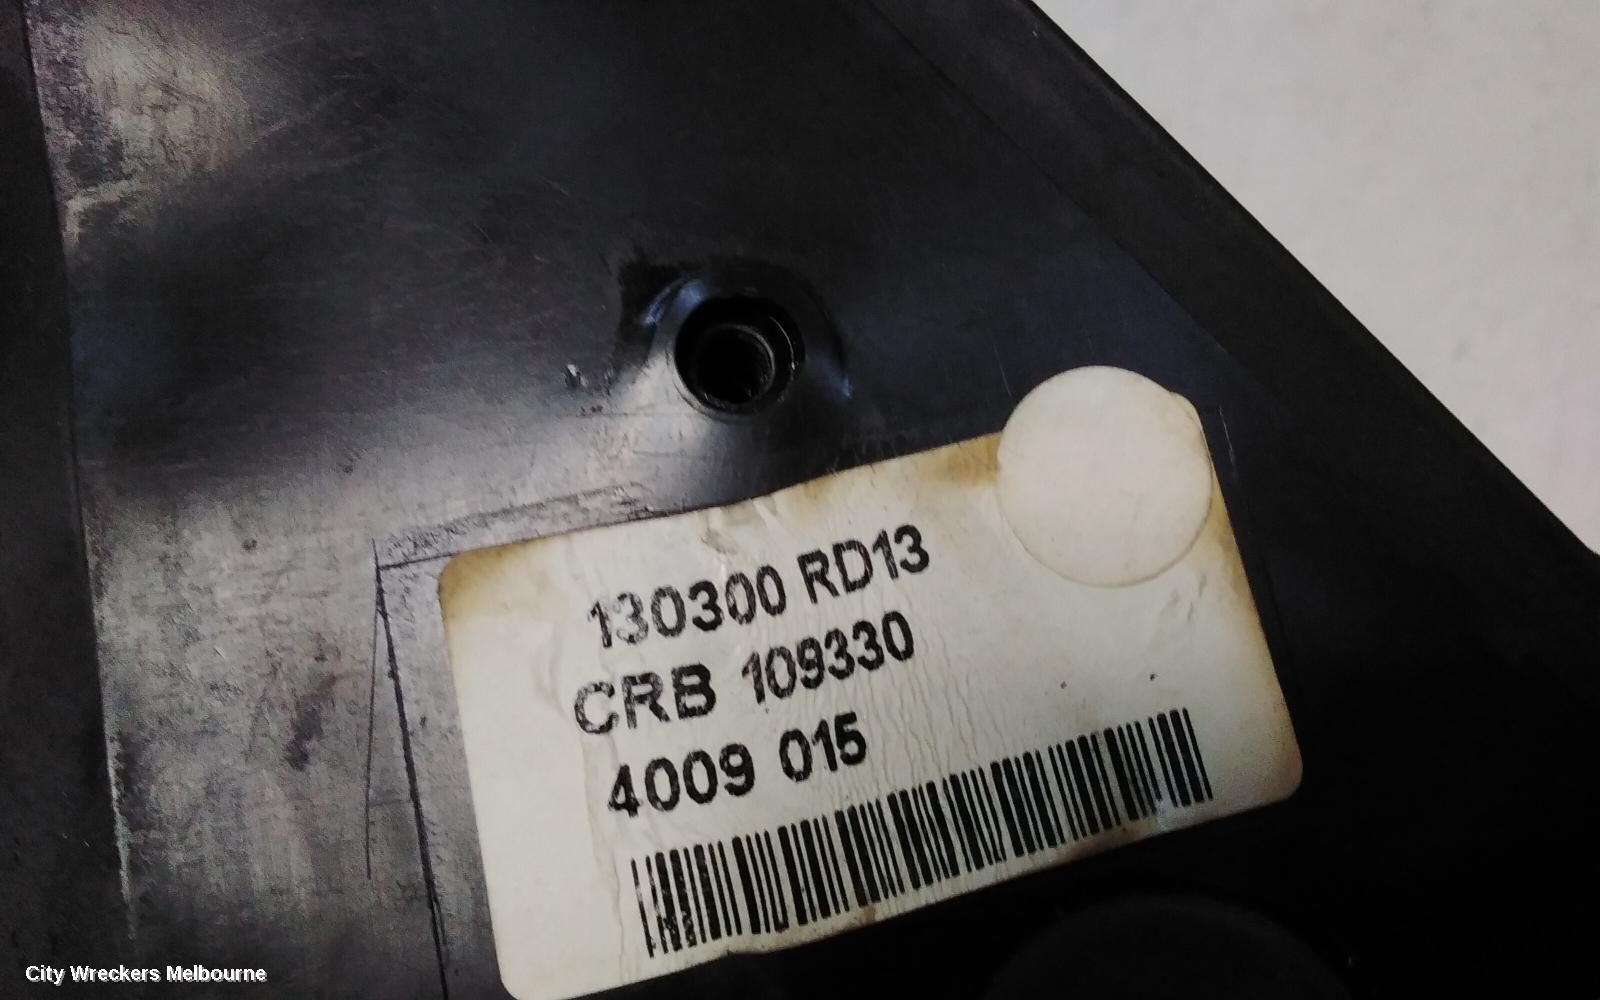 130300 RD13
CRB 109330
4009 015
City Wreckers Melbourne